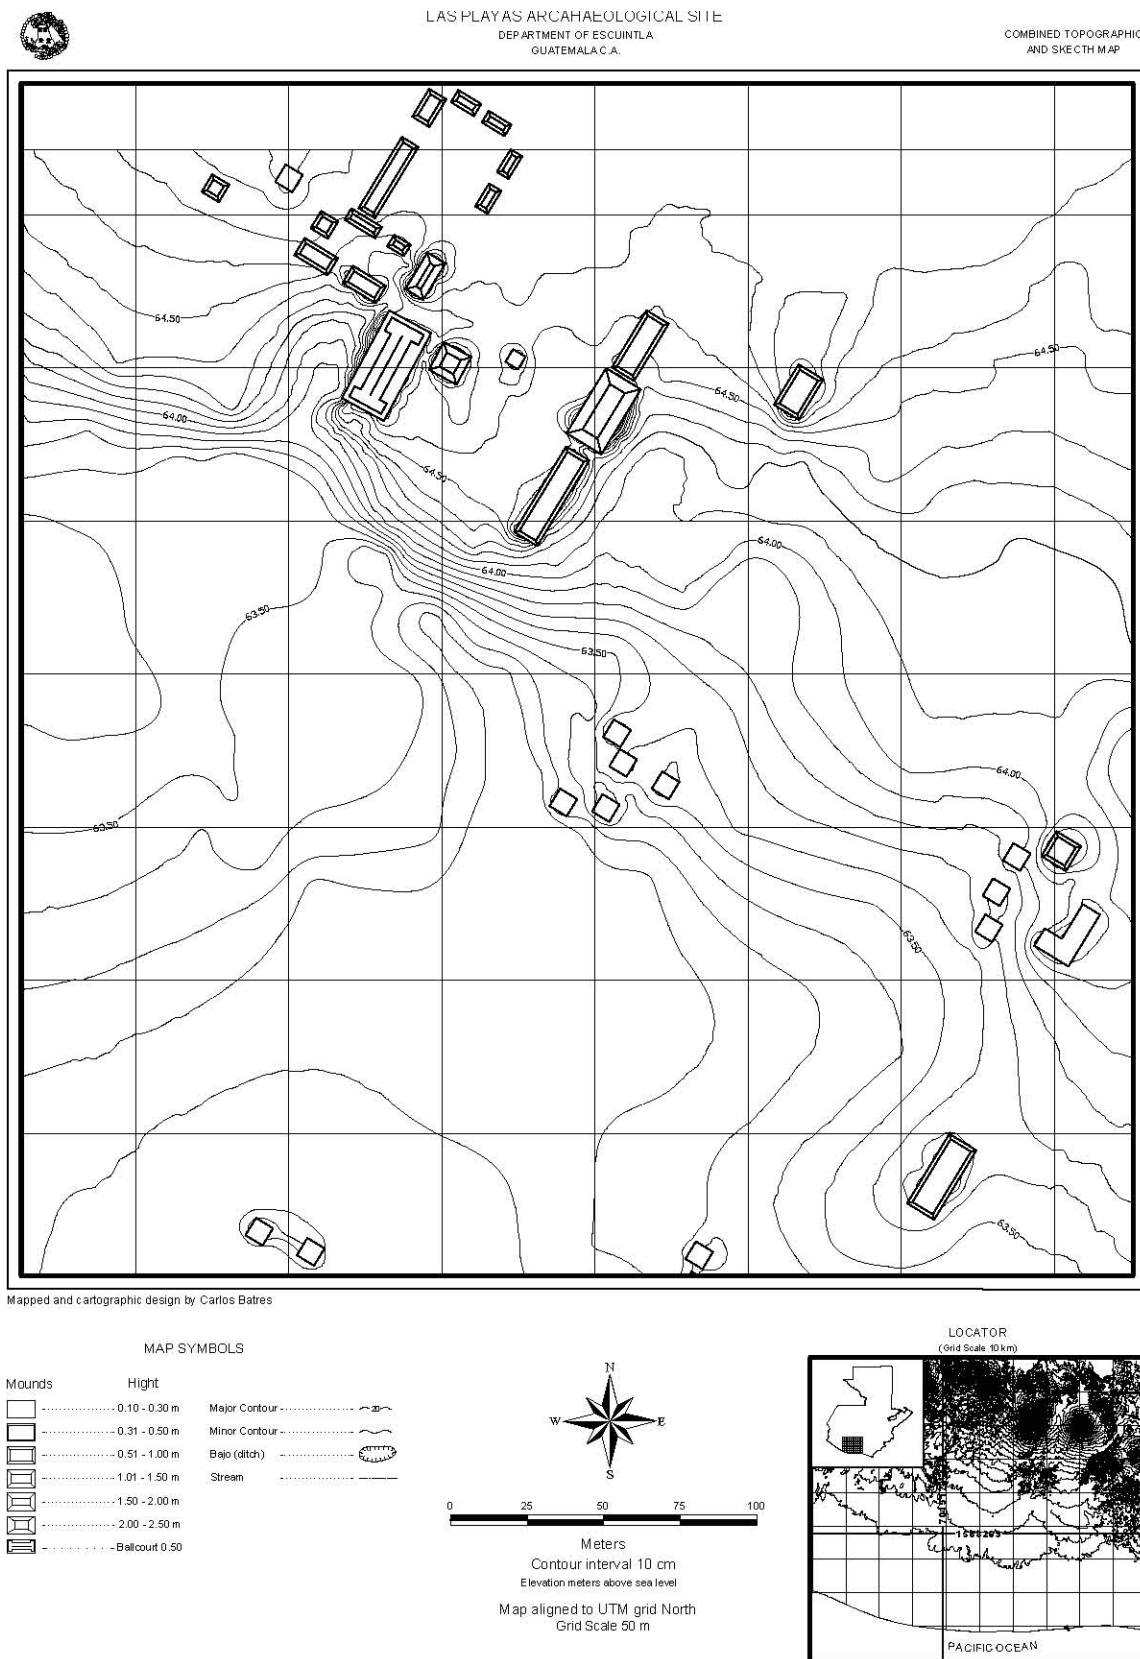 LAS PLAYAS ARCAHAEOLOGICAL SITE
DEPARTMENT OF ESCUINTLA
GUATEMALA C.A.
COMBINED TOPOGRAPHIC
AND SKECTH MAP
64.50
64.50
64.00
64.50
64.50
64.00
64.00
63.50
63.50
64.00
63.50
63.50
63.50
Mapped and cartographic design by Carlos Batres
MAP SYMBOLS
Mounds Hight
0.10 - 0.30 m Major Contour 20
0.31 - 0.50 m Minor Contour
0.51 - 1.00 m Bajo (ditch)
1.01 - 1.50 m Stream
1.50 - 2.00 m
2.00 - 2.50 m
Ballcourt 0.50
N
W E
S
0 25 50 75 100
Meters
Contour interval 10 cm
Elevation meters above sea level
Map aligned to UTM grid North
Grid Scale 50 m
LOCATOR
(Grid Scale 10 km)
PACIFIC OCEAN